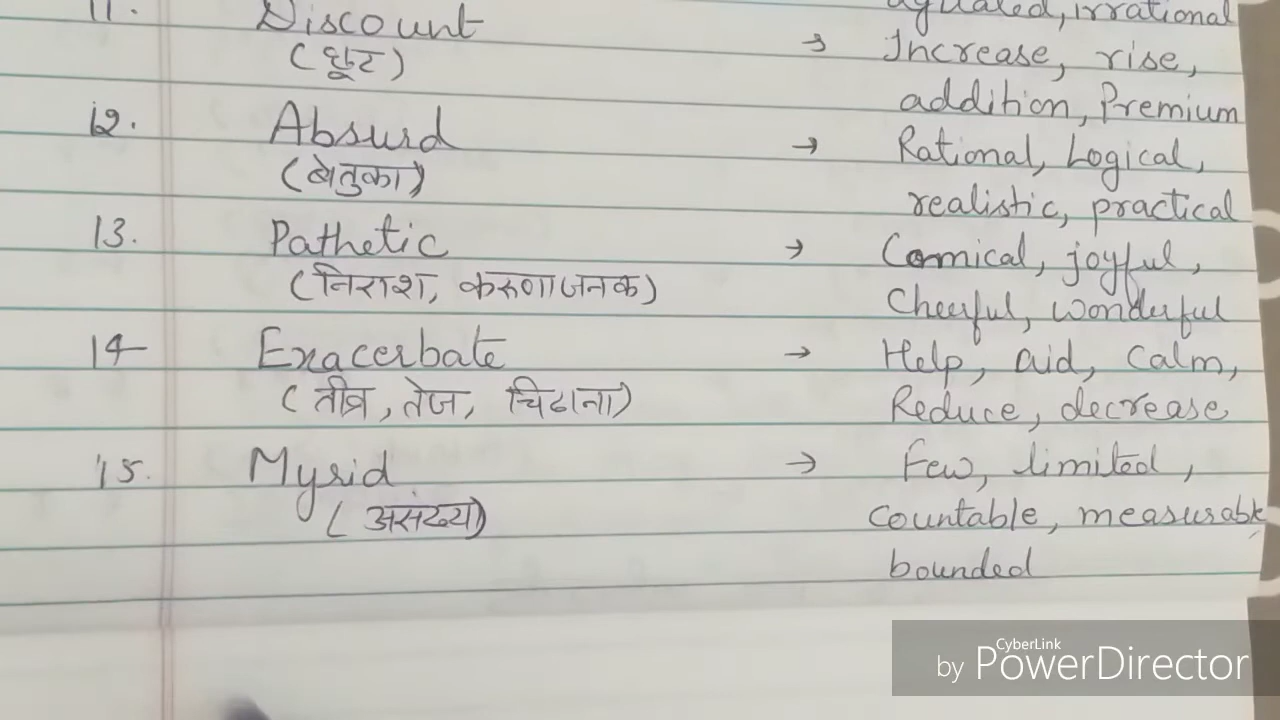 11. Discount irrational
(छूट) → Increase, rise,
addition, Premium
12. Absurd → Rational, Logical,
(बेतुका) realistic, practical
13. Pathetic → Comical, joyful,
(निराश, करुणाजनक) Cheerful, wonderful
14 Exacerbate → Help, aid, calm,
(तीव्र, तेज, चिढाना) Reduce, decrease
15. Myrid → Few, limited,
(असंख्य) Countable, measurable
bounded
CyberLink
by PowerDirector